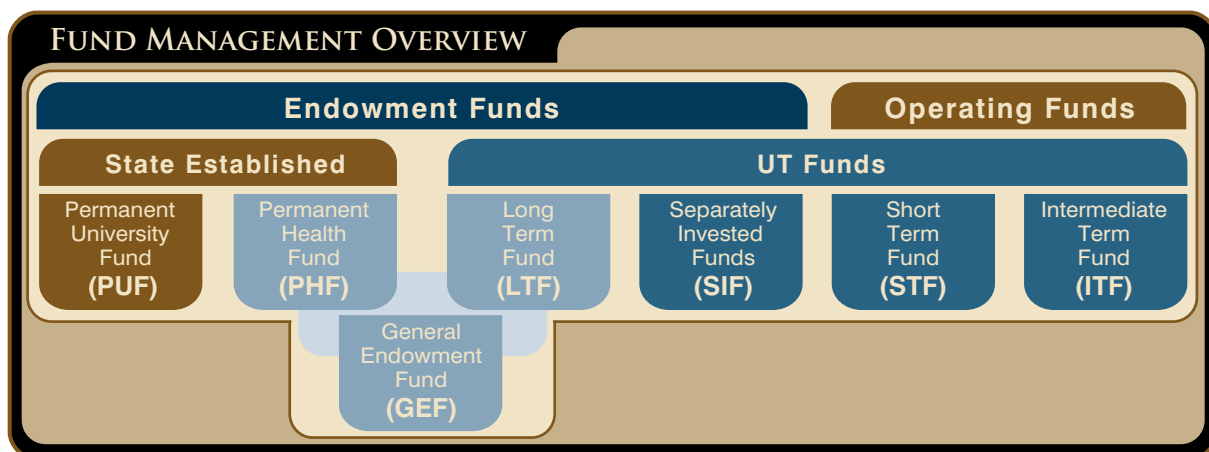 FUND MANAGEMENT OVERVIEW
Endowment Funds
Operating Funds
State Established
UT Funds
Permanent
University
Fund
(PUF)
Permanent
Health
Fund
(PHF)
Long
Term
Fund
(LTF)
Separately
Invested
Funds
(SIF)
Short
Term
Fund
(STF)
Intermediate
Term
Fund
(ITF)
General
Endowment
Fund
(GEF)